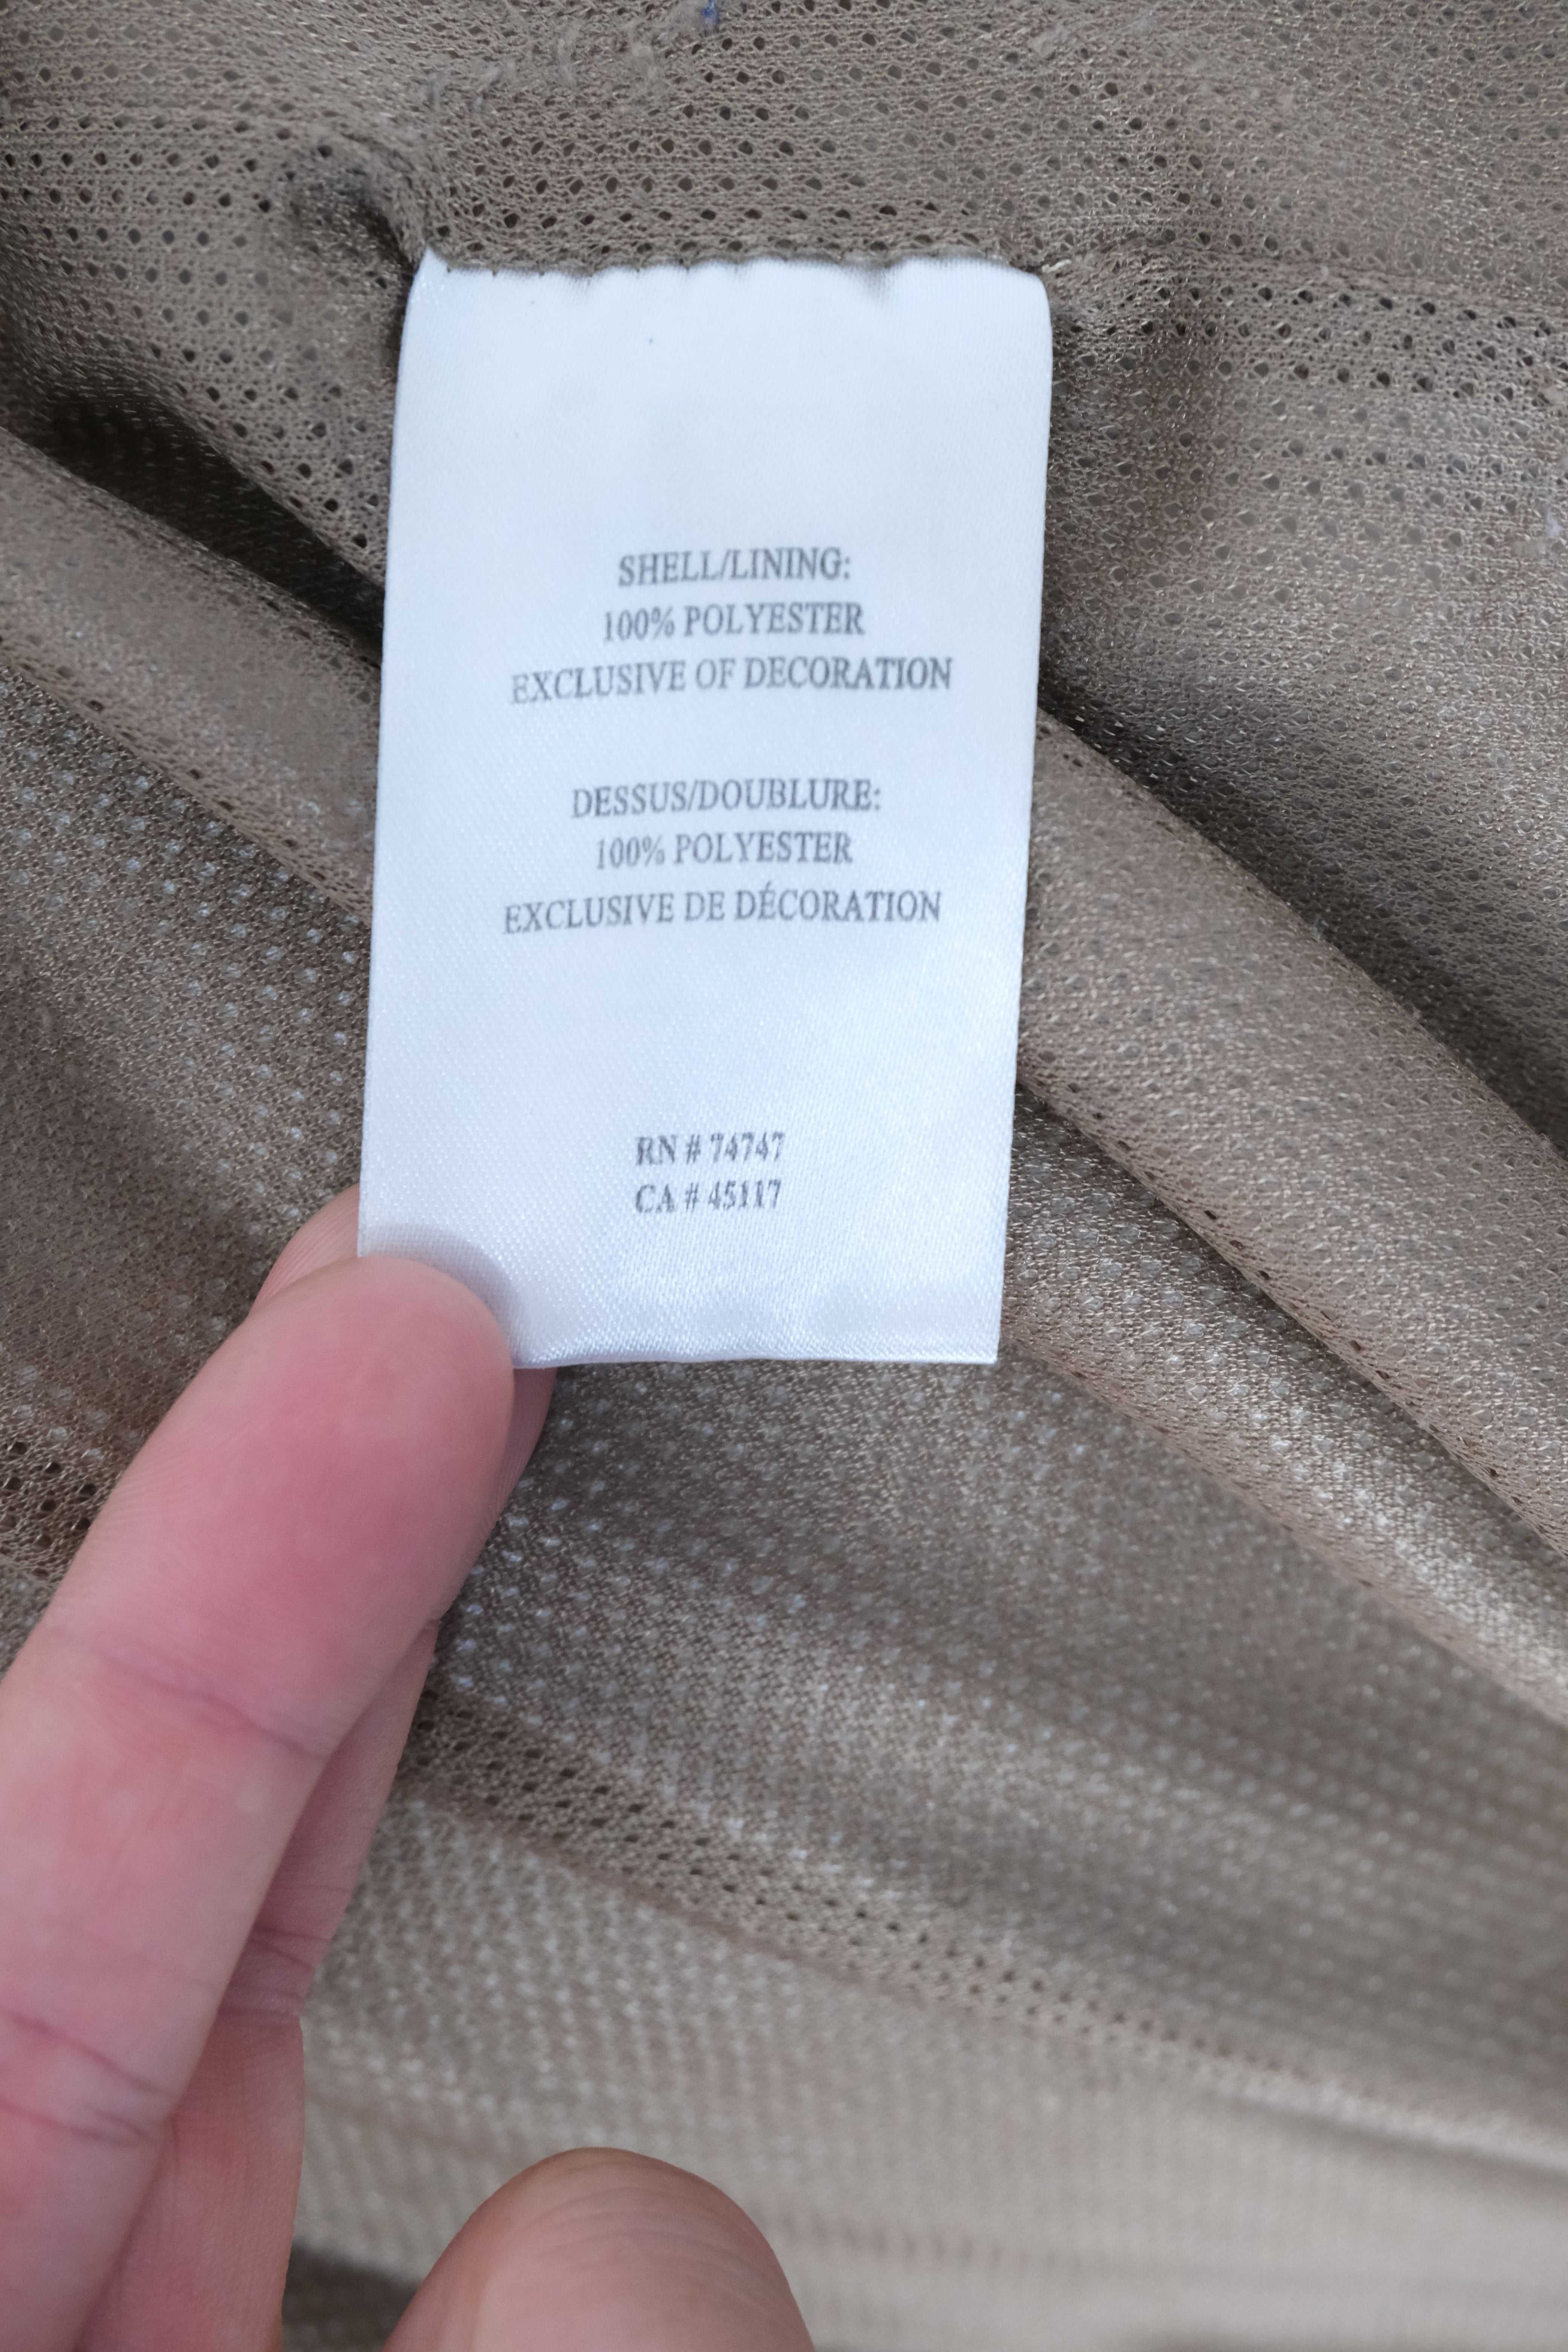 SHELL/LINING:
100% POLYESTER
EXCLUSIVE OF DECORATION
DESSUS/DOUBLURE:
100% POLYESTER
EXCLUSIVE DE DÉCORATION
RN # 74747
CA # 45117